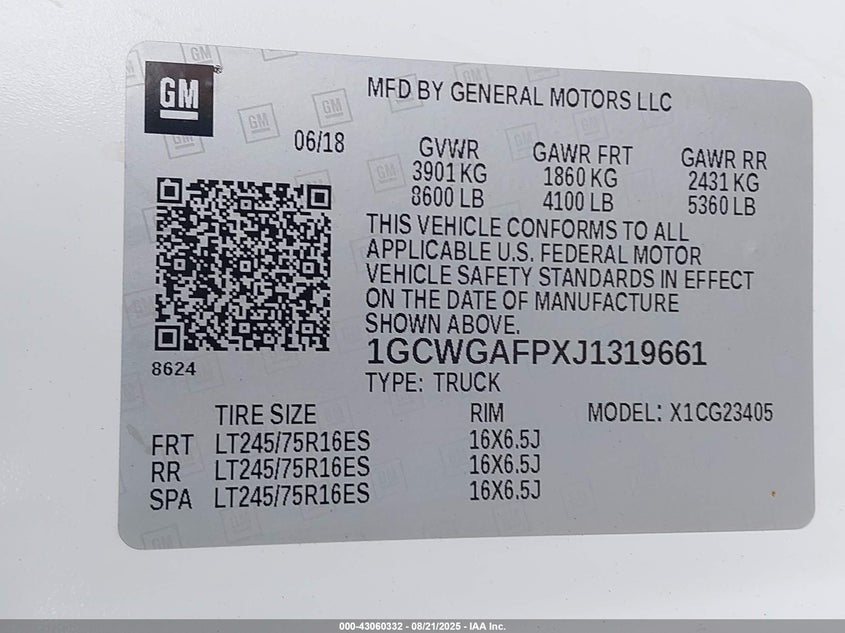 GM
MFD BY GENERAL MOTORS LLC
06/18
GVWR GAWR FRT GAWR RR
3901 KG 1860 KG 2431 KG
8600 LB 4100 LB 5360 LB
THIS VEHICLE CONFORMS TO ALL
APPLICABLE U.S. FEDERAL MOTOR
VEHICLE SAFETY STANDARDS IN EFFECT
ON THE DATE OF MANUFACTURE
SHOWN ABOVE.
1GCWGAFPXJ1319661
8624
TYPE: TRUCK
TIRE SIZE RIM MODEL: X1CG23405
FRT LT245/75R16ES 16X6.5J
RR LT245/75R16ES 16X6.5J
SPA LT245/75R16ES 16X6.5J
000-43060332 - 08/21/2025 - IAA Inc.